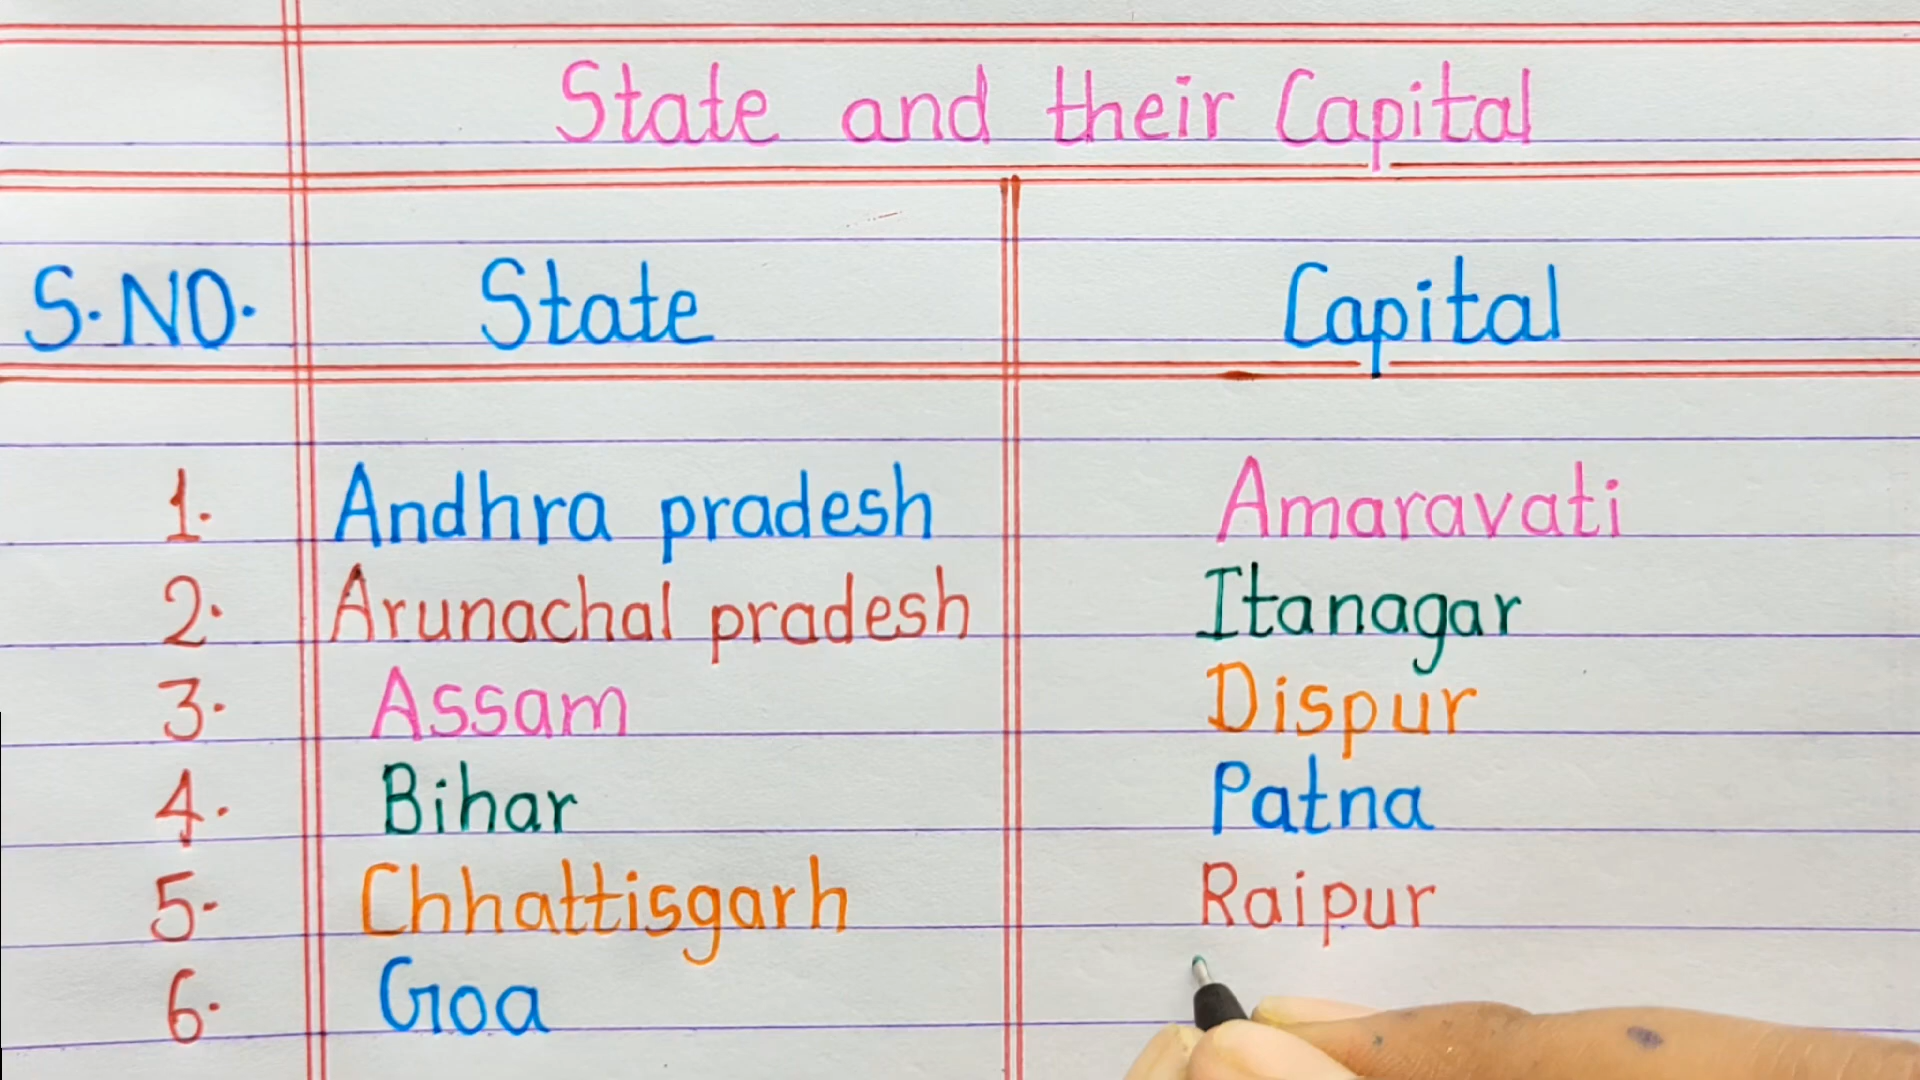 State and their Capital
S.NO. State Capital
1. Andhra pradesh Amaravati
2. Arunachal pradesh Itanagar
3. Assam Dispur
4. Bihar Patna
5. Chhattisgarh Raipur
6. Goa